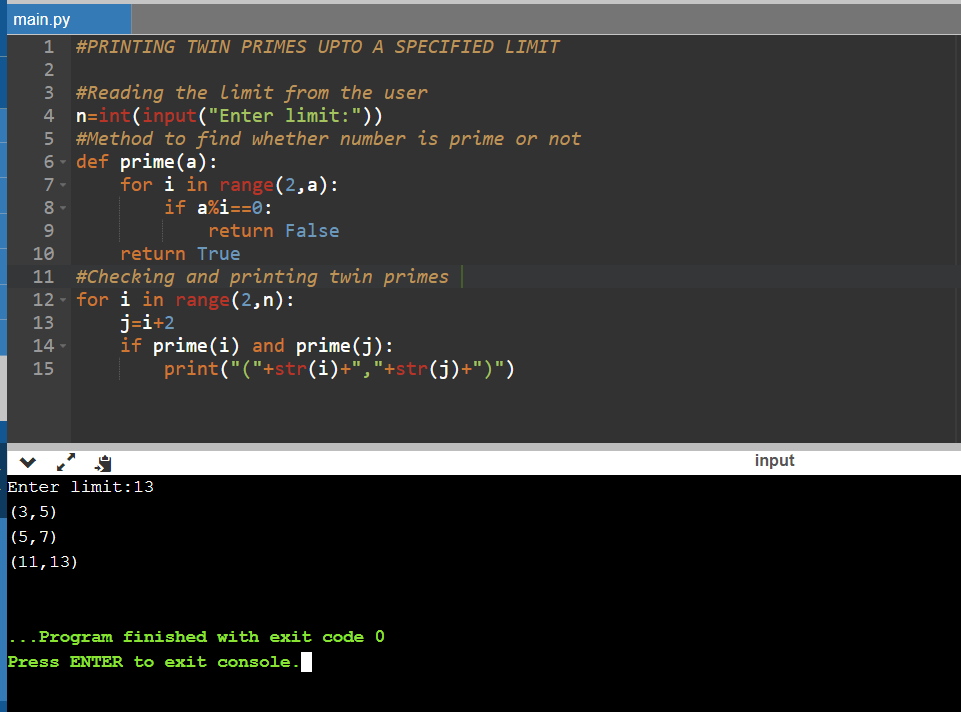 main.py
1 #PRINTING TWIN PRIMES UPTO A SPECIFIED LIMIT
2
3 #Reading the limit from the user
4 n=int(input("Enter limit:"))
5 #Method to find whether number is prime or not
6 def prime(a):
7     for i in range(2,a):
8         if a%i==0:
9             return False
10     return True
11 #Checking and printing twin primes
12 for i in range(2,n):
13     j=i+2
14     if prime(i) and prime(j):
15         print("("+str(i)+","+str(j)+")")
input
Enter limit:13
(3,5)
(5,7)
(11,13)
...Program finished with exit code 0
Press ENTER to exit console.